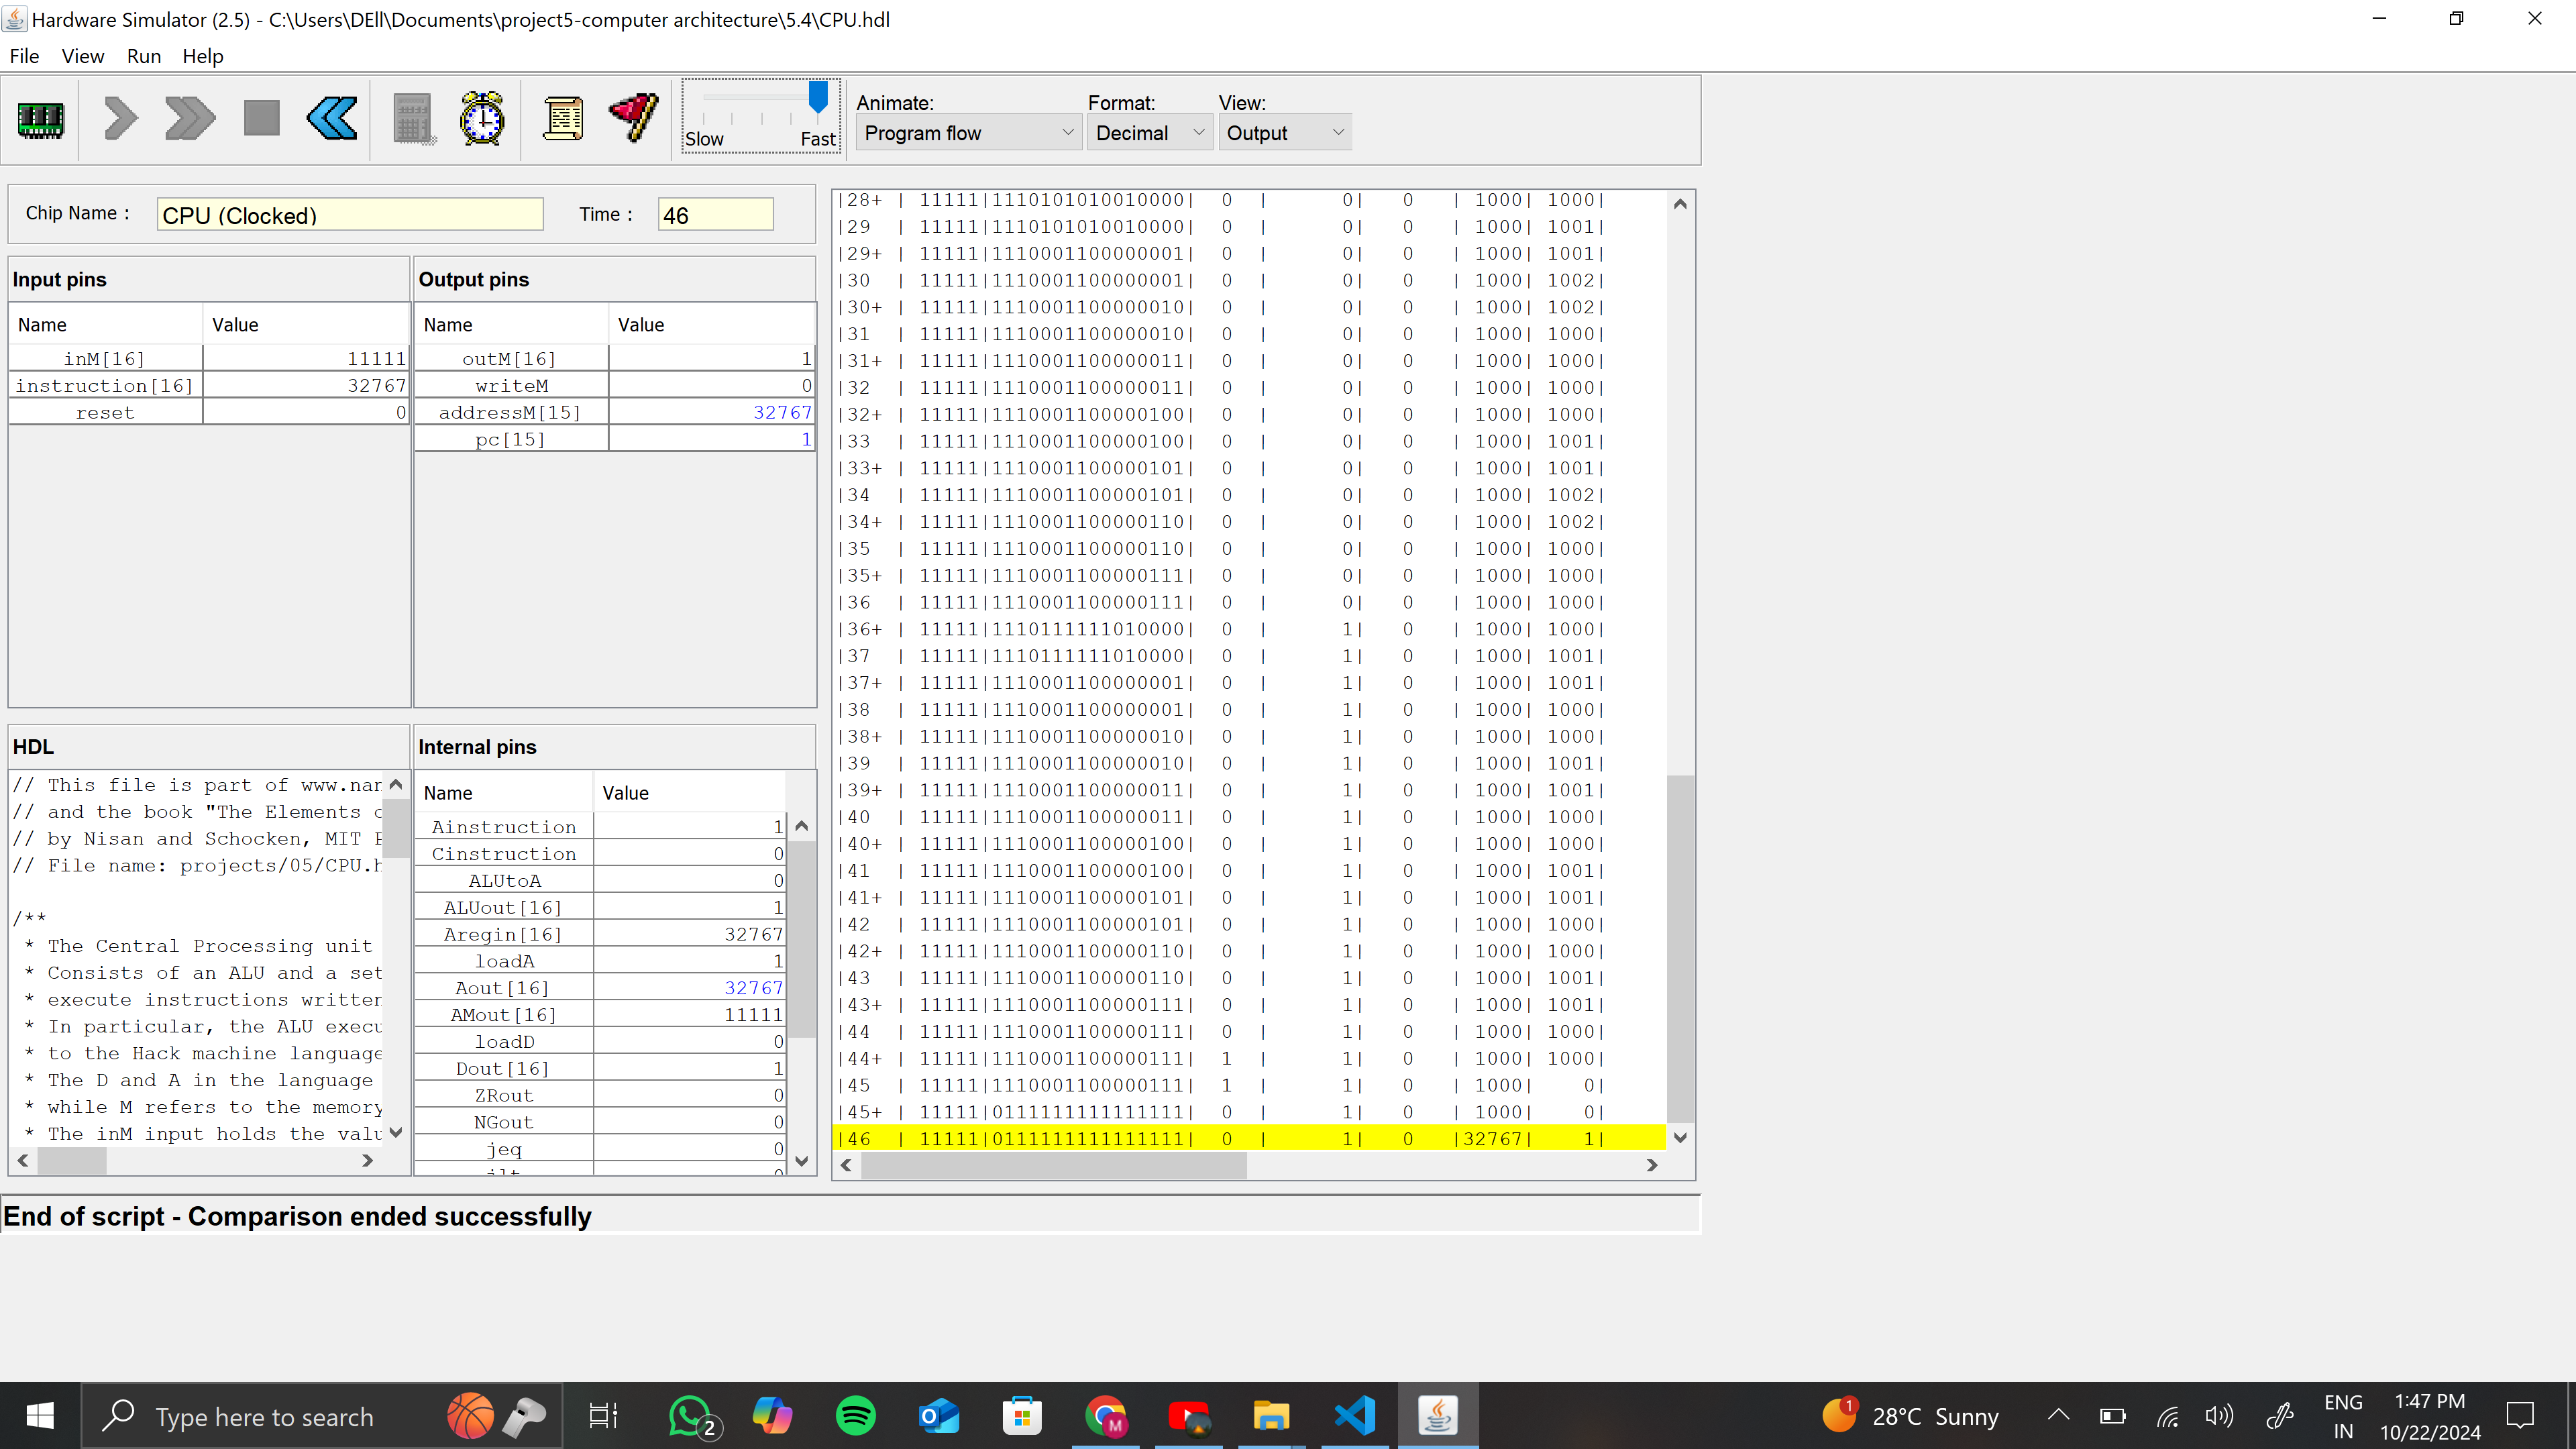 Hardware Simulator (2.5) - C:\Users\DEll\Documents\project5-computer architecture\5.4\CPU.hdl
File View Run Help
Slow Fast
Animate: Format: View:
Program flow Decimal Output
Chip Name : CPU (Clocked) Time : 46
Input pins
Name Value
inM[16] 11111
instruction[16] 32767
reset 0
Output pins
Name Value
outM[16] 1
writeM 0
addressM[15] 32767
pc[15] 1
HDL
// This file is part of www.nan
// and the book "The Elements o
// by Nisan and Schocken, MIT P
// File name: projects/05/CPU.h
/**
* The Central Processing unit
* Consists of an ALU and a set
* execute instructions written
* In particular, the ALU execu
* to the Hack machine language
* The D and A in the language
* while M refers to the memory
* The inM input holds the valu
Internal pins
Name Value
Ainstruction 1
Cinstruction 0
ALUtoA 0
ALUout[16] 1
Aregin[16] 32767
loadA 1
Aout[16] 32767
AMout[16] 11111
loadD 0
Dout[16] 1
ZRout 0
NGout 0
jeq 0
|28+ | 11111|1110101010010000| 0 | 0| 0 | 1000| 1000|
|29 | 11111|1110101010010000| 0 | 0| 0 | 1000| 1001|
|29+ | 11111|1110001100000001| 0 | 0| 0 | 1000| 1001|
|30 | 11111|1110001100000001| 0 | 0| 0 | 1000| 1002|
|30+ | 11111|1110001100000010| 0 | 0| 0 | 1000| 1002|
|31 | 11111|1110001100000010| 0 | 0| 0 | 1000| 1000|
|31+ | 11111|1110001100000011| 0 | 0| 0 | 1000| 1000|
|32 | 11111|1110001100000011| 0 | 0| 0 | 1000| 1000|
|32+ | 11111|1110001100000100| 0 | 0| 0 | 1000| 1000|
|33 | 11111|1110001100000100| 0 | 0| 0 | 1000| 1001|
|33+ | 11111|1110001100000101| 0 | 0| 0 | 1000| 1001|
|34 | 11111|1110001100000101| 0 | 0| 0 | 1000| 1002|
|34+ | 11111|1110001100000110| 0 | 0| 0 | 1000| 1002|
|35 | 11111|1110001100000110| 0 | 0| 0 | 1000| 1000|
|35+ | 11111|1110001100000111| 0 | 0| 0 | 1000| 1000|
|36 | 11111|1110001100000111| 0 | 0| 0 | 1000| 1000|
|36+ | 11111|1110111111010000| 0 | 1| 0 | 1000| 1000|
|37 | 11111|1110111111010000| 0 | 1| 0 | 1000| 1001|
|37+ | 11111|1110001100000001| 0 | 1| 0 | 1000| 1001|
|38 | 11111|1110001100000001| 0 | 1| 0 | 1000| 1000|
|38+ | 11111|1110001100000010| 0 | 1| 0 | 1000| 1000|
|39 | 11111|1110001100000010| 0 | 1| 0 | 1000| 1001|
|39+ | 11111|1110001100000011| 0 | 1| 0 | 1000| 1001|
|40 | 11111|1110001100000011| 0 | 1| 0 | 1000| 1000|
|40+ | 11111|1110001100000100| 0 | 1| 0 | 1000| 1000|
|41 | 11111|1110001100000100| 0 | 1| 0 | 1000| 1001|
|41+ | 11111|1110001100000101| 0 | 1| 0 | 1000| 1001|
|42 | 11111|1110001100000101| 0 | 1| 0 | 1000| 1000|
|42+ | 11111|1110001100000110| 0 | 1| 0 | 1000| 1000|
|43 | 11111|1110001100000110| 0 | 1| 0 | 1000| 1001|
|43+ | 11111|1110001100000111| 0 | 1| 0 | 1000| 1001|
|44 | 11111|1110001100000111| 0 | 1| 0 | 1000| 1000|
|44+ | 11111|1110001100000111| 1 | 1| 0 | 1000| 1000|
|45 | 11111|1110001100000111| 1 | 1| 0 | 1000| 0|
|45+ | 11111|0111111111111111| 0 | 1| 0 | 1000| 0|
|46 | 11111|0111111111111111| 0 | 1| 0 |32767| 1|
End of script - Comparison ended successfully
Type here to search
2
M
1
28°C Sunny
ENG
IN
1:47 PM
10/22/2024